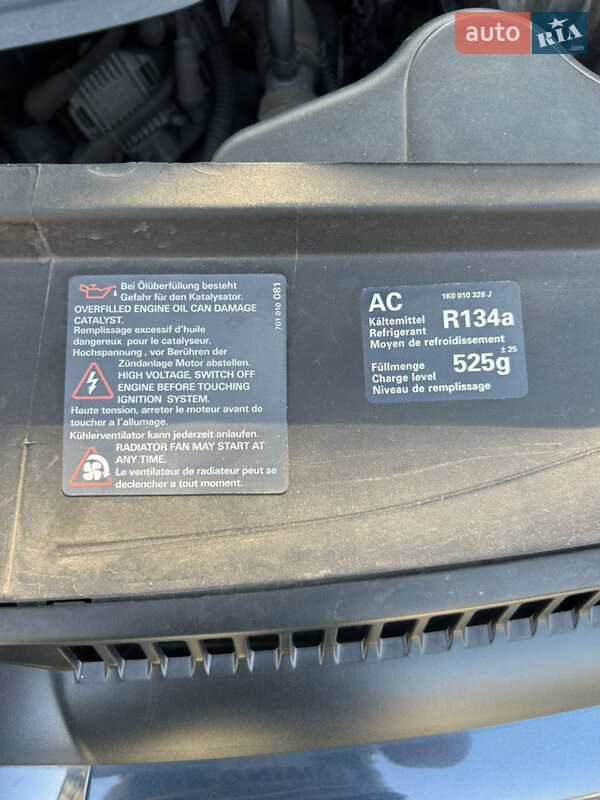 auto RIA
.com
Bei Ölüberfüllung besteht
Gefahr für den Katalysator.
OVERFILLED ENGINE OIL CAN DAMAGE
CATALYST.
Remplissage excessif d'huile
dangereux pour le catalyseur.
Hochspannung, vor Berühren der
Zündanlage Motor abstellen.
HIGH VOLTAGE, SWITCH OFF
ENGINE BEFORE TOUCHING
IGNITION SYSTEM.
Haute tension, arreter le moteur avant de
toucher a l'allumage.
Kühlerventilator kann jederzeit anlaufen.
RADIATOR FAN MAY START AT
ANY TIME.
Le ventilateur de radiateur peut se
declencher a tout moment.
701 010 081
AC 1K0 010 328 J
Kältemittel
Refrigerant R134a
Moyen de refroidissement
Füllmenge
Charge level 525g ±25
Niveau de remplissage